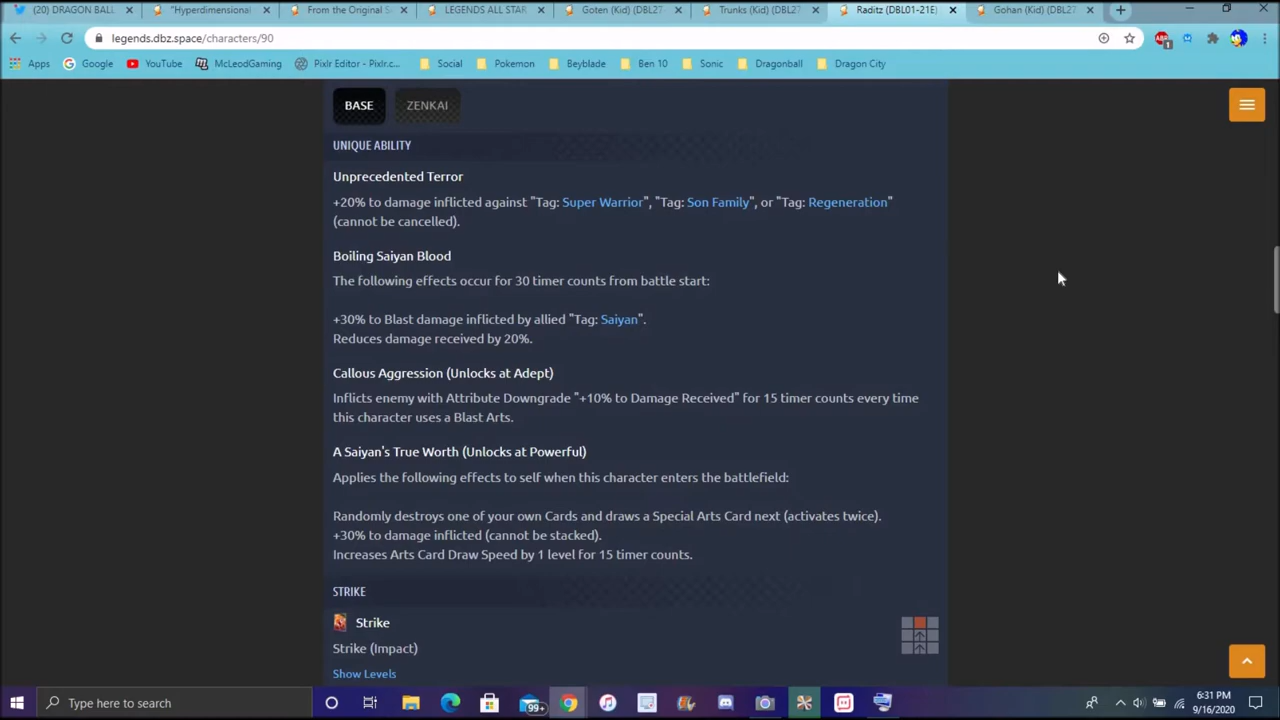 (20) DRAGON BALL
"Hyperdimensional
From the Original S
LEGENDS ALL STAR
Goten (Kid) (DBL27
Trunks (Kid) (DBL27
Raditz (DBL01-21E)
Gohan (Kid) (DBL27
legends.dbz.space/characters/90
ABP
1
Apps
Google
YouTube
McLeodGaming
Pixlr Editor - Pixlr.c...
Social
Pokemon
Beyblade
Ben 10
Sonic
Dragonball
Dragon City
BASE
ZENKAI
UNIQUE ABILITY
Unprecedented Terror
+20% to damage inflicted against "Tag: Super Warrior", "Tag: Son Family", or "Tag: Regeneration"
(cannot be cancelled).
Boiling Saiyan Blood
The following effects occur for 30 timer counts from battle start:
+30% to Blast damage inflicted by allied "Tag: Saiyan".
Reduces damage received by 20%.
Callous Aggression (Unlocks at Adept)
Inflicts enemy with Attribute Downgrade "+10% to Damage Received" for 15 timer counts every time
this character uses a Blast Arts.
A Saiyan's True Worth (Unlocks at Powerful)
Applies the following effects to self when this character enters the battlefield:
Randomly destroys one of your own Cards and draws a Special Arts Card next (activates twice).
+30% to damage inflicted (cannot be stacked).
Increases Arts Card Draw Speed by 1 level for 15 timer counts.
STRIKE
Strike
Strike (Impact)
Show Levels
Type here to search
99+
6:31 PM
9/16/2020